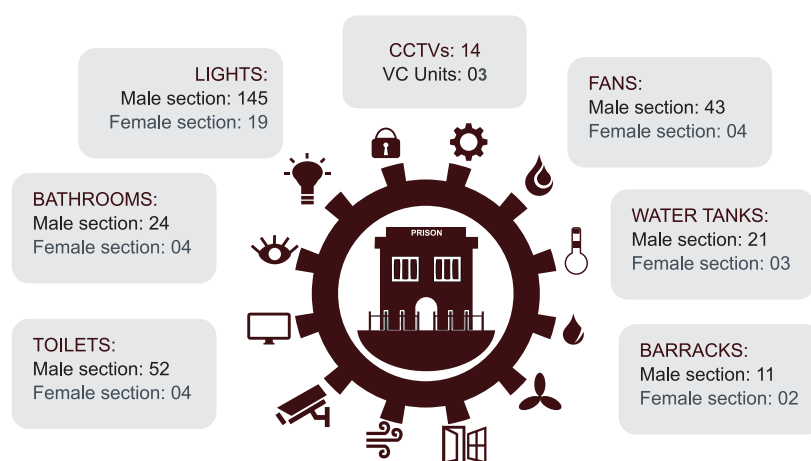 CCTVs: 14
VC Units: 03
LIGHTS:
Male section: 145
Female section: 19
FANS:
Male section: 43
Female section: 04
BATHROOMS:
Male section: 24
Female section: 04
PRISON
WATER TANKS:
Male section: 21
Female section: 03
TOILETS:
Male section: 52
Female section: 04
BARRACKS:
Male section: 11
Female section: 02